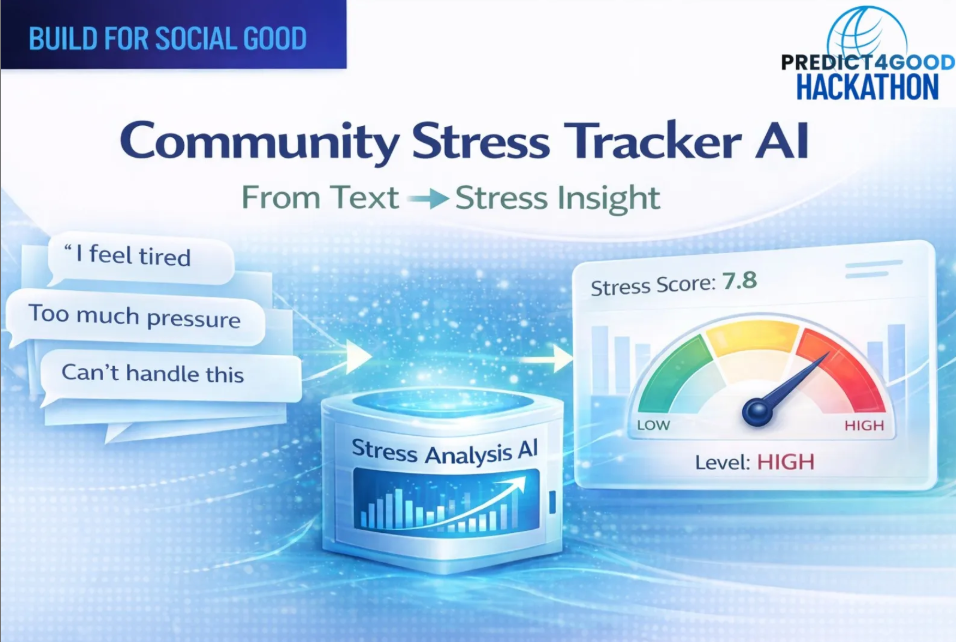 BUILD FOR SOCIAL GOOD
PREDICT4GOOD
HACKATHON
Community Stress Tracker AI
From Text → Stress Insight
“I feel tired
Too much pressure
Can't handle this
Stress Analysis AI
Stress Score: 7.8
LOW
HIGH
Level: HIGH